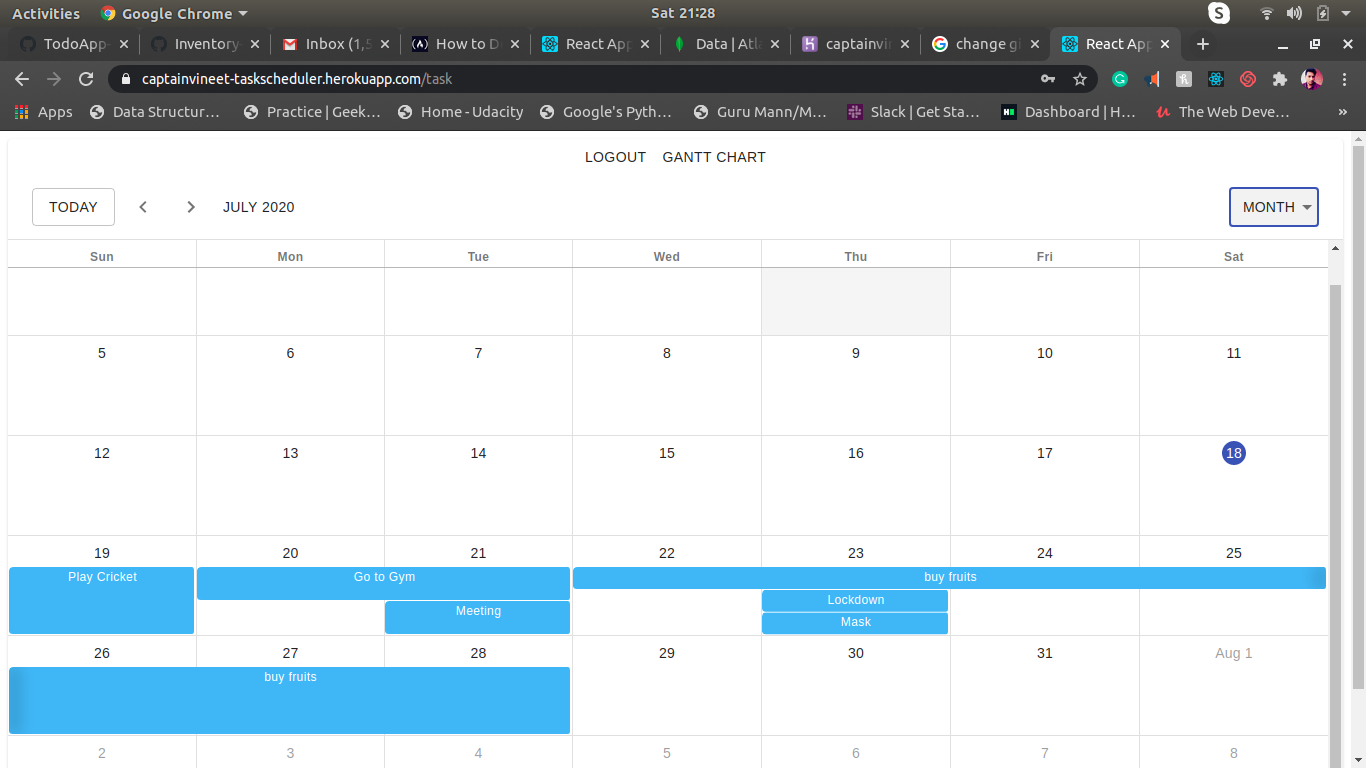 Activities Google Chrome Sat 21:28
TodoApp- Inventory Inbox (1,5 How to D React App Data | Atla captainvi change gi React App
captainvineet-taskscheduler.herokuapp.com/task
Apps Data Structur… Practice | Geek… Home - Udacity Google's Pyth… Guru Mann/M… Slack | Get Sta… Dashboard | H… The Web Deve… »
LOGOUT GANTT CHART
TODAY JULY 2020 MONTH
Sun Mon Tue Wed Thu Fri Sat
5 6 7 8 9 10 11
12 13 14 15 16 17 18
19 20 21 22 23 24 25
Play Cricket Go to Gym buy fruits
Lockdown
Meeting
Mask
26 27 28 29 30 31 Aug 1
buy fruits
2 3 4 5 6 7 8